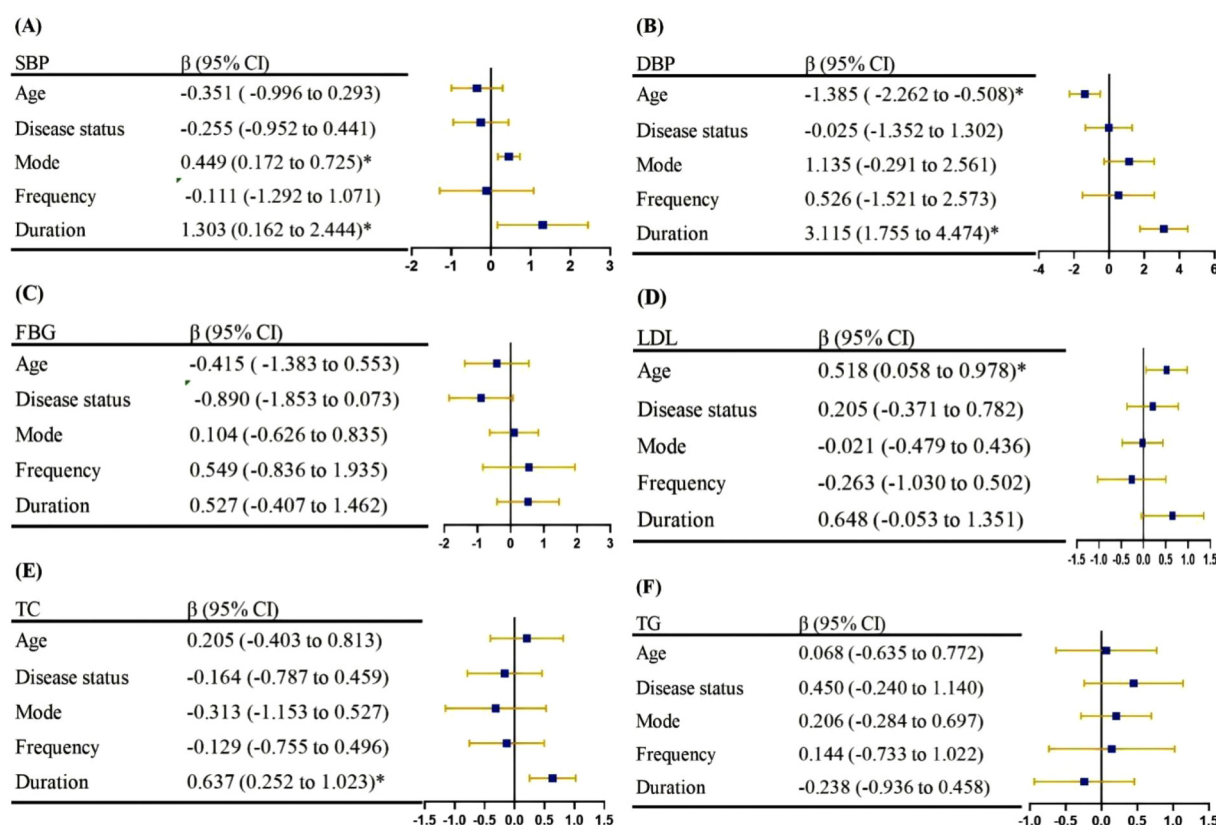 (A)
SBP β (95% CI)
Age -0.351 ( -0.996 to 0.293)
Disease status -0.255 (-0.952 to 0.441)
Mode 0.449 (0.172 to 0.725)*
Frequency -0.111 (-1.292 to 1.071)
Duration 1.303 (0.162 to 2.444)*
-2 -1 0 1 2 3
(B)
DBP β (95% CI)
Age -1.385 ( -2.262 to -0.508)*
Disease status -0.025 (-1.352 to 1.302)
Mode 1.135 (-0.291 to 2.561)
Frequency 0.526 (-1.521 to 2.573)
Duration 3.115 (1.755 to 4.474)*
-4 -2 0 2 4 6
(C)
FBG β (95% CI)
Age -0.415 ( -1.383 to 0.553)
Disease status -0.890 (-1.853 to 0.073)
Mode 0.104 (-0.626 to 0.835)
Frequency 0.549 (-0.836 to 1.935)
Duration 0.527 (-0.407 to 1.462)
-2 -1 0 1 2 3
(D)
LDL β (95% CI)
Age 0.518 (0.058 to 0.978)*
Disease status 0.205 (-0.371 to 0.782)
Mode -0.021 (-0.479 to 0.436)
Frequency -0.263 (-1.030 to 0.502)
Duration 0.648 (-0.053 to 1.351)
-1.5 -1.0 -0.5 0.0 0.5 1.0 1.5
(E)
TC β (95% CI)
Age 0.205 (-0.403 to 0.813)
Disease status -0.164 (-0.787 to 0.459)
Mode -0.313 (-1.153 to 0.527)
Frequency -0.129 (-0.755 to 0.496)
Duration 0.637 (0.252 to 1.023)*
-1.5 -1.0 -0.5 0.0 0.5 1.0 1.5
(F)
TG β (95% CI)
Age 0.068 (-0.635 to 0.772)
Disease status 0.450 (-0.240 to 1.140)
Mode 0.206 (-0.284 to 0.697)
Frequency 0.144 (-0.733 to 1.022)
Duration -0.238 (-0.936 to 0.458)
-1.0 -0.5 0.0 0.5 1.0 1.5